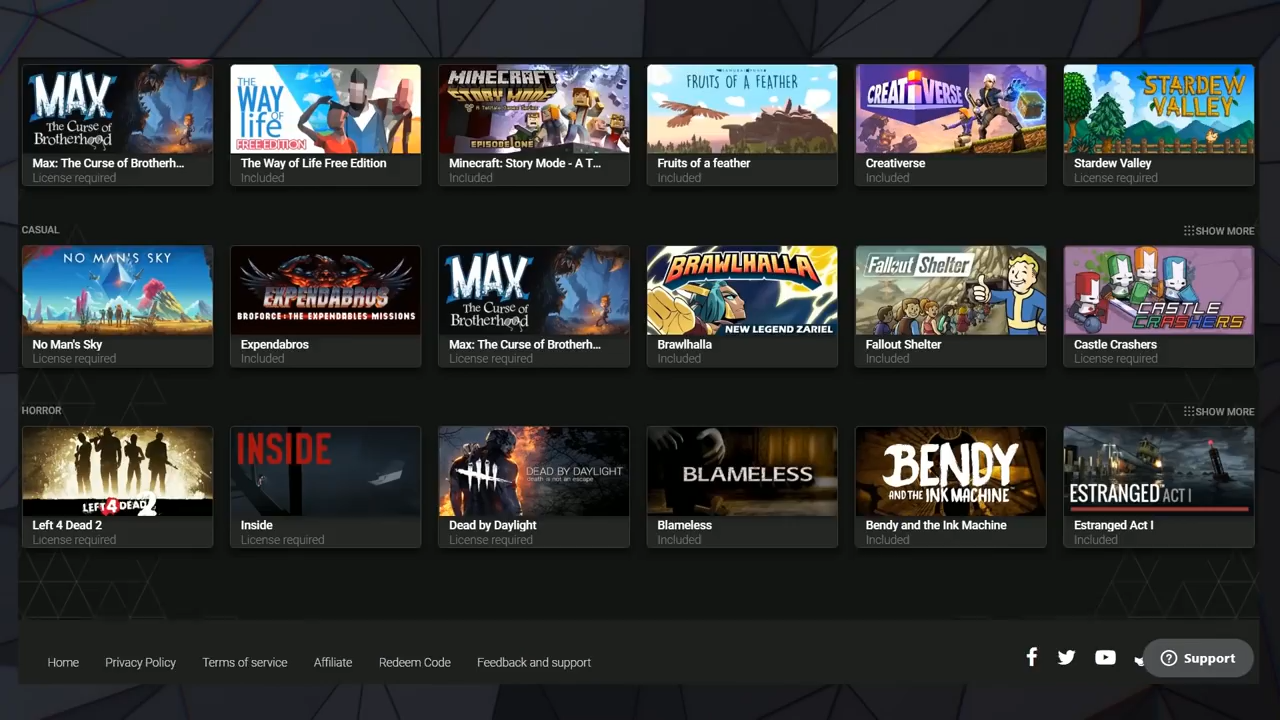 MAX
The Curse of
Brotherhood
Max: The Curse of Brotherh...
License required
THE
WAY
OF
life
FREE EDITION
The Way of Life Free Edition
Included
MINECRAFT
STORY MODE
A Telltale Games Series
EPISODE ONE
Minecraft: Story Mode - A T...
Included
FRUITS OF A FEATHER
Fruits of a feather
Included
CREATIVERSE
Creativerse
Included
STARDEW
VALLEY
Stardew Valley
License required
CASUAL
SHOW MORE
NO MAN'S SKY
No Man's Sky
License required
EXPENDABROS
BROFORCE: THE EXPENDABLES MISSIONS
Expendabros
Included
MAX
The Curse of
Brotherhood
Max: The Curse of Brotherh...
License required
BRAWLHALLA
NEW LEGEND ZARIEL
Brawlhalla
Included
Fallout Shelter
Fallout Shelter
Included
CASTLE
CRASHERS
Castle Crashers
License required
HORROR
SHOW MORE
LEFT 4 DEAD 2
Left 4 Dead 2
License required
INSIDE
Inside
License required
DEAD BY DAYLIGHT
death is not an escape
Dead by Daylight
License required
BLAMELESS
Blameless
Included
BENDY
AND THE INK MACHINE
Bendy and the Ink Machine
Included
ESTRANGED ACT I
Estranged Act I
Included
Home
Privacy Policy
Terms of service
Affiliate
Redeem Code
Feedback and support
Support